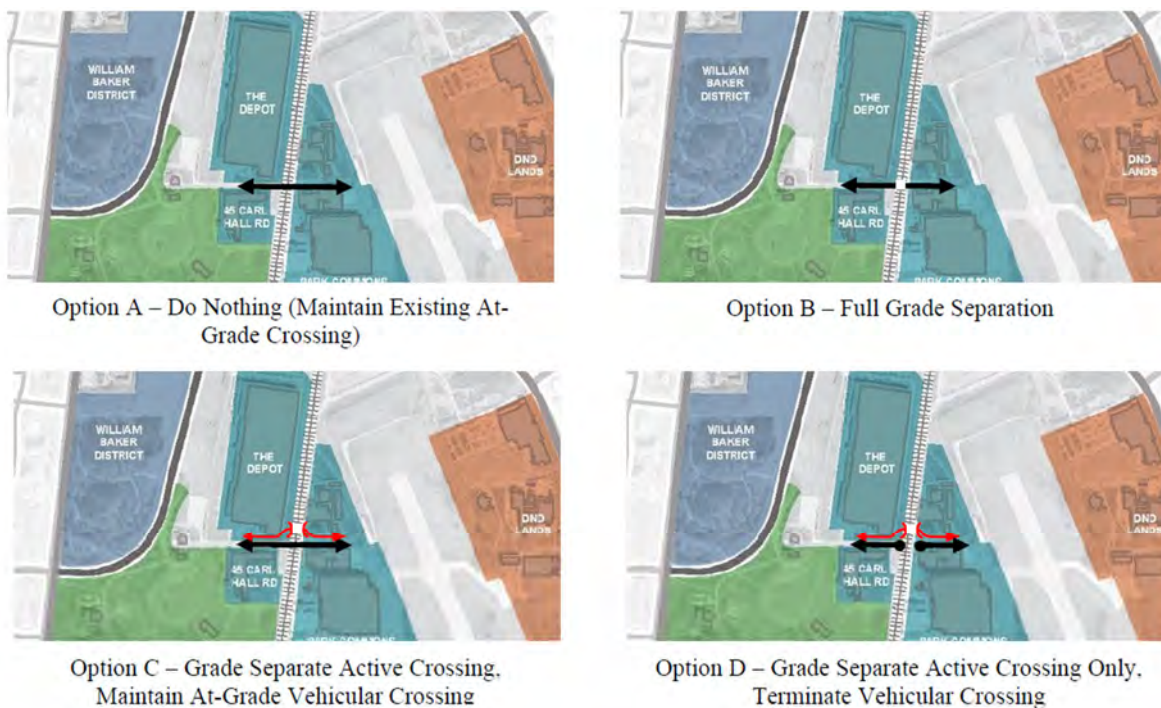 WILLIAM
BAKER
DISTRICT
THE
DEPOT
DND
LANDS
45 CARL
HALL RD
PARK COMMONS
Option A – Do Nothing (Maintain Existing At-
Grade Crossing)
WILLIAM
BAKER
DISTRICT
THE
DEPOT
DND
LANDS
45 CARL
HALL RD
PARK COMMONS
Option B – Full Grade Separation
WILLIAM
BAKER
DISTRICT
THE
DEPOT
DND
LANDS
45 CARL
HALL RD
PARK COMMONS
Option C – Grade Separate Active Crossing,
Maintain At-Grade Vehicular Crossing
WILLIAM
BAKER
DISTRICT
THE
DEPOT
DND
LANDS
45 CARL
HALL RD
PARK COMMONS
Option D – Grade Separate Active Crossing Only,
Terminate Vehicular Crossing